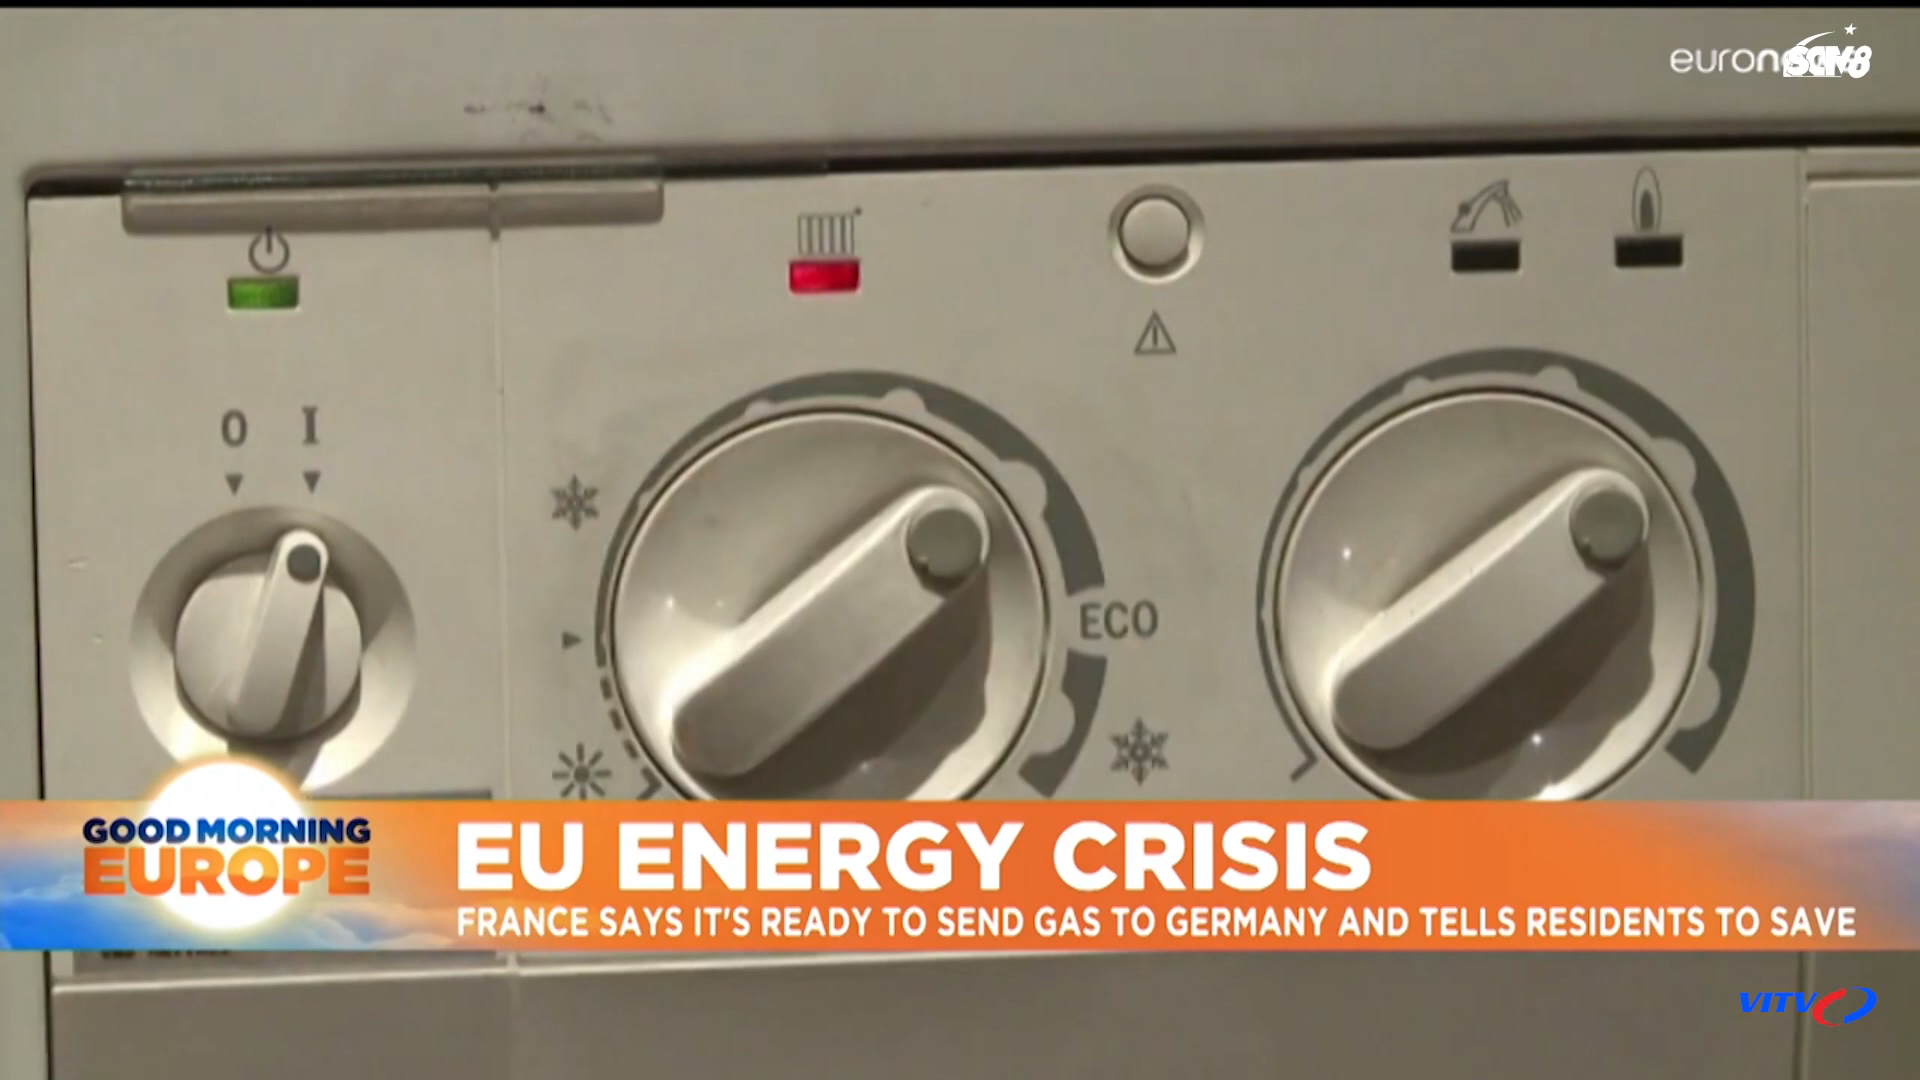 euronews
SCTV8
O I
ECO
GOOD MORNING
EUROPE
EU ENERGY CRISIS
FRANCE SAYS IT'S READY TO SEND GAS TO GERMANY AND TELLS RESIDENTS TO SAVE
VITV